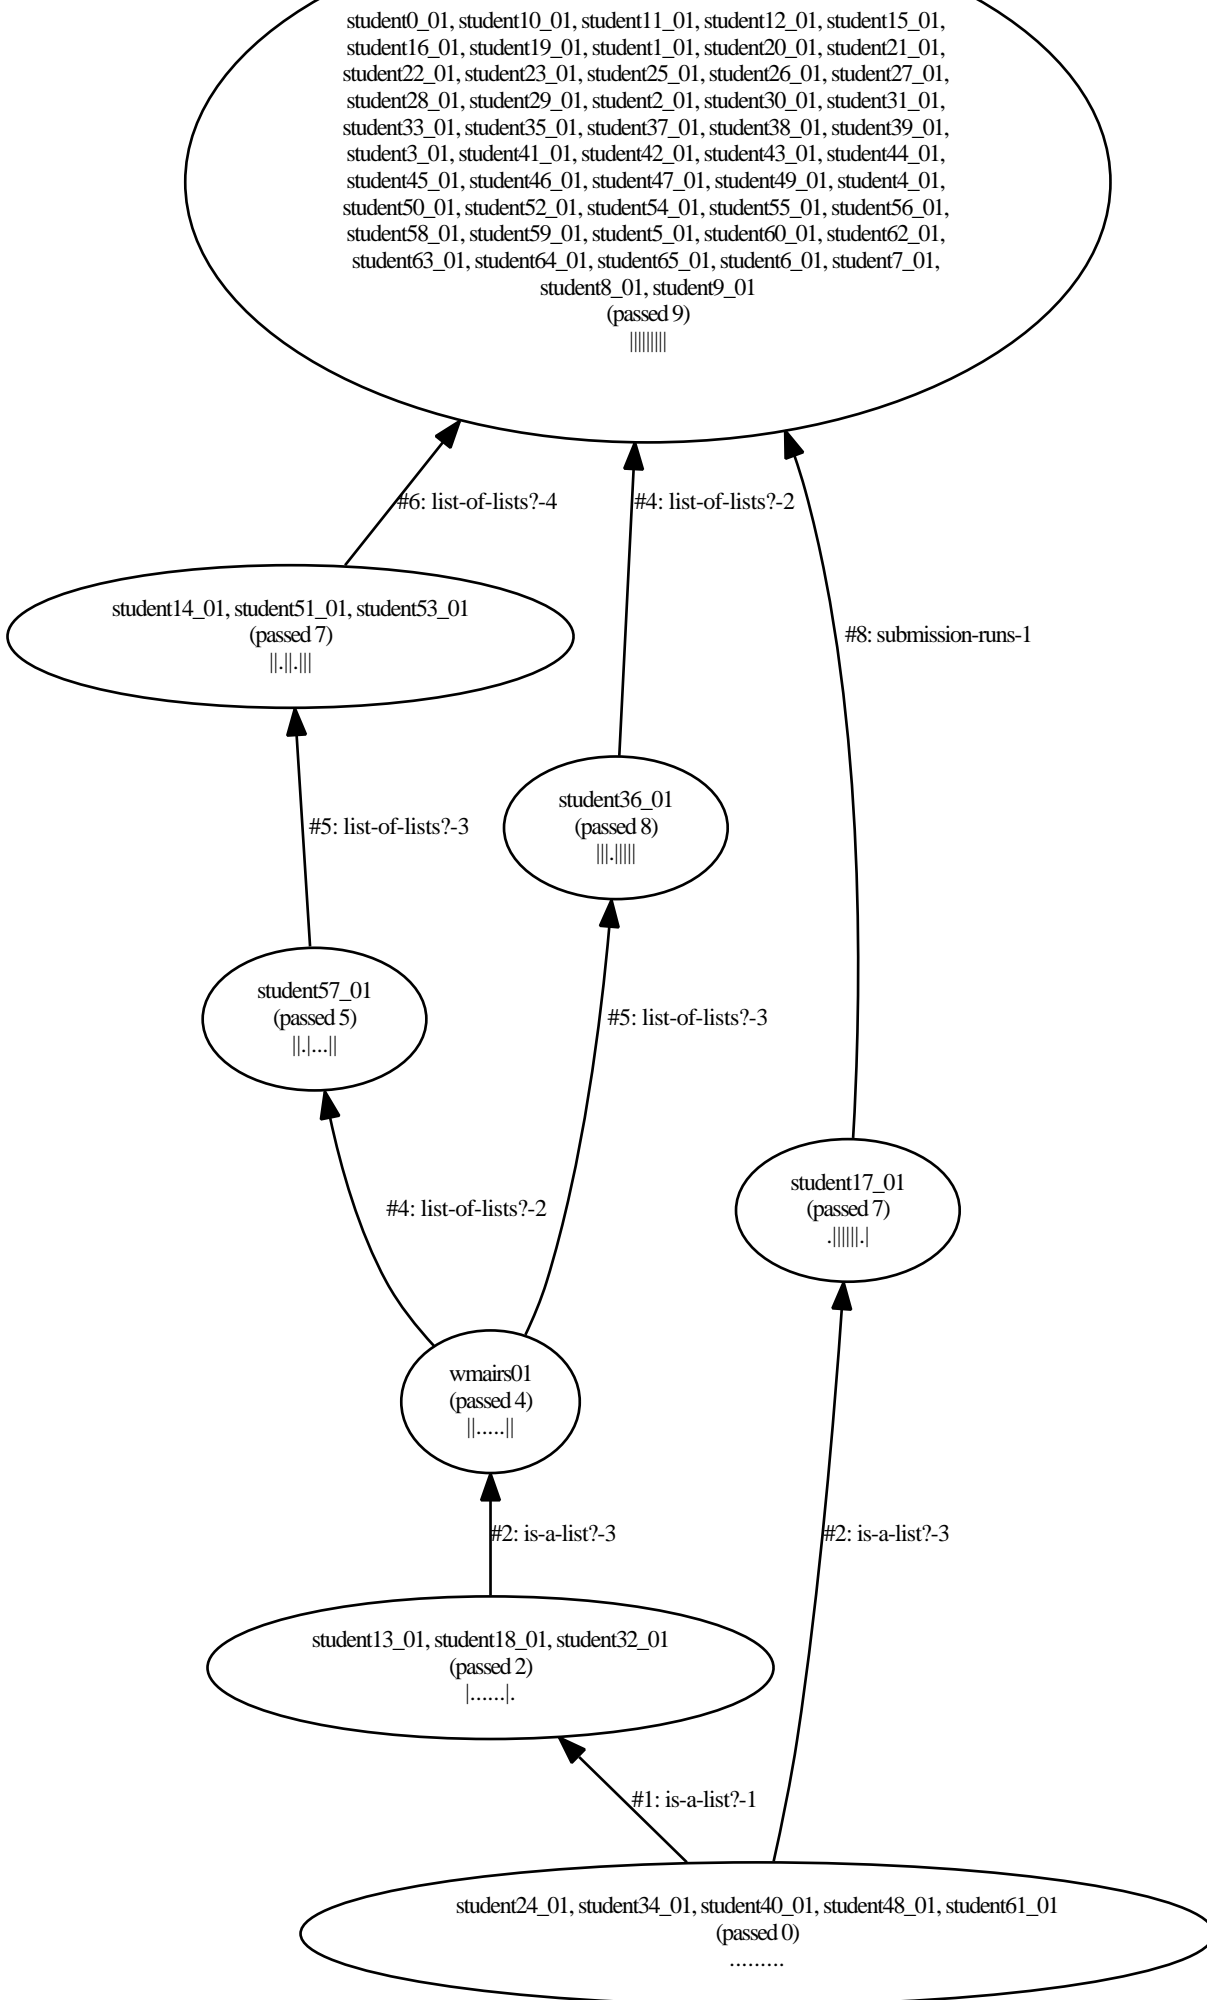 student0_01, student10_01, student11_01, student12_01, student15_01,
student16_01, student19_01, student1_01, student20_01, student21_01,
student22_01, student23_01, student25_01, student26_01, student27_01,
student28_01, student29_01, student2_01, student30_01, student31_01,
student33_01, student35_01, student37_01, student38_01, student39_01,
student3_01, student41_01, student42_01, student43_01, student44_01,
student45_01, student46_01, student47_01, student49_01, student4_01,
student50_01, student52_01, student54_01, student55_01, student56_01,
student58_01, student59_01, student5_01, student60_01, student62_01,
student63_01, student64_01, student65_01, student6_01, student7_01,
student8_01, student9_01
(passed 9)
|||||||||
#6: list-of-lists?-4
#4: list-of-lists?-2
student14_01, student51_01, student53_01
(passed 7)
||.||.|||
#8: submission-runs-1
student36_01
(passed 8)
|||.|||||
#5: list-of-lists?-3
student57_01
(passed 5)
||.|...||
#5: list-of-lists?-3
student17_01
(passed 7)
.||||||.|
#4: list-of-lists?-2
wmairs01
(passed 4)
||.....||
#2: is-a-list?-3
#2: is-a-list?-3
student13_01, student18_01, student32_01
(passed 2)
|......|.
#1: is-a-list?-1
student24_01, student34_01, student40_01, student48_01, student61_01
(passed 0)
.........